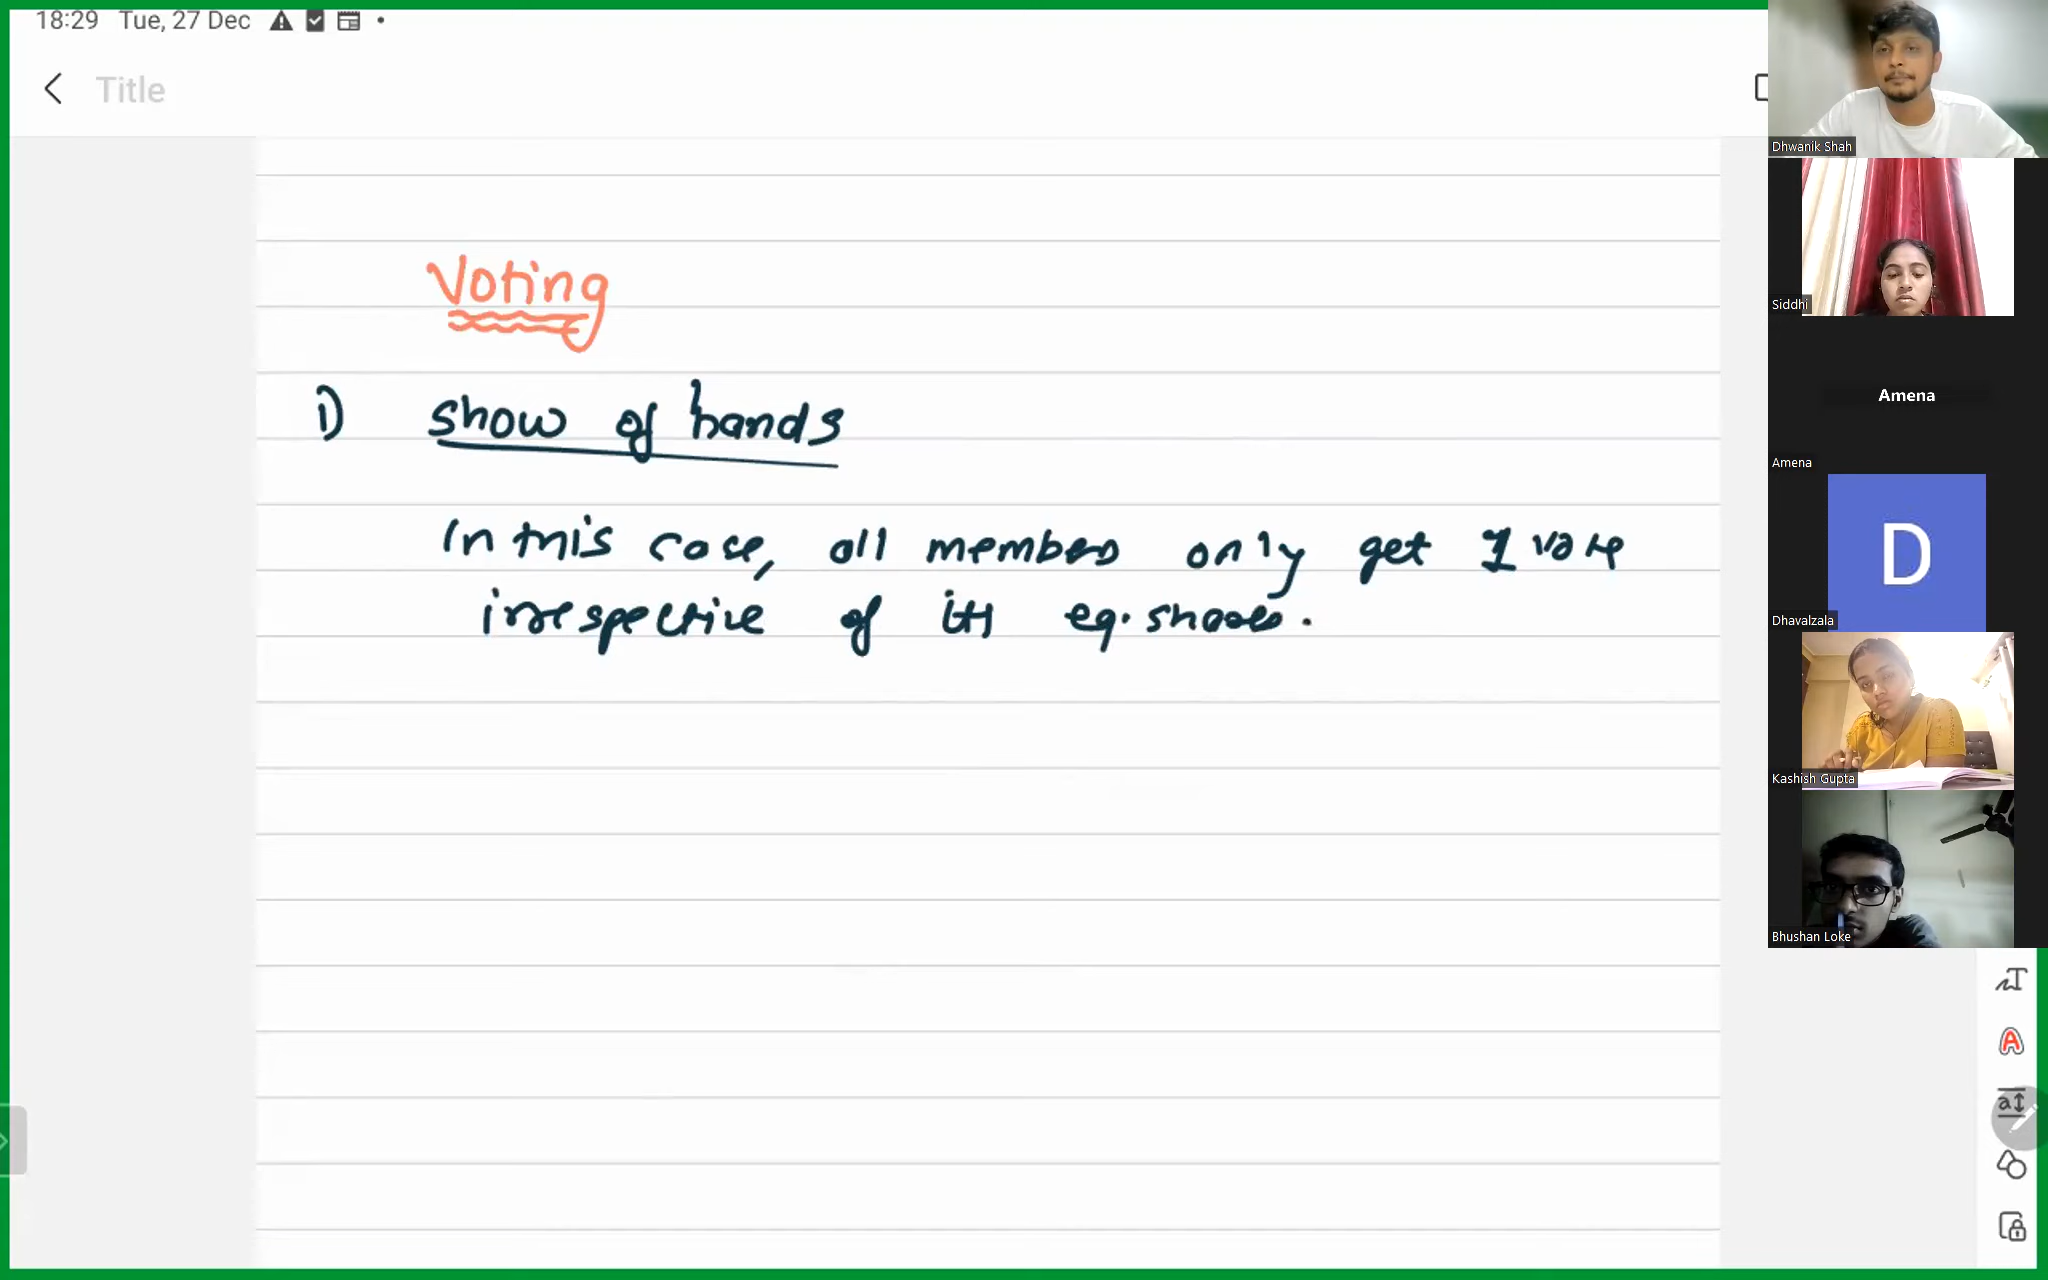 18:29 Tue, 27 Dec
Title
Voting
1) show of hands
In this case, all members only get 1 vote
irrespective of its eq. shares.
Dhwanik Shah
Siddhi
Amena
Amena
D
Dhavalzala
Kashish Gupta
Bhushan Loke